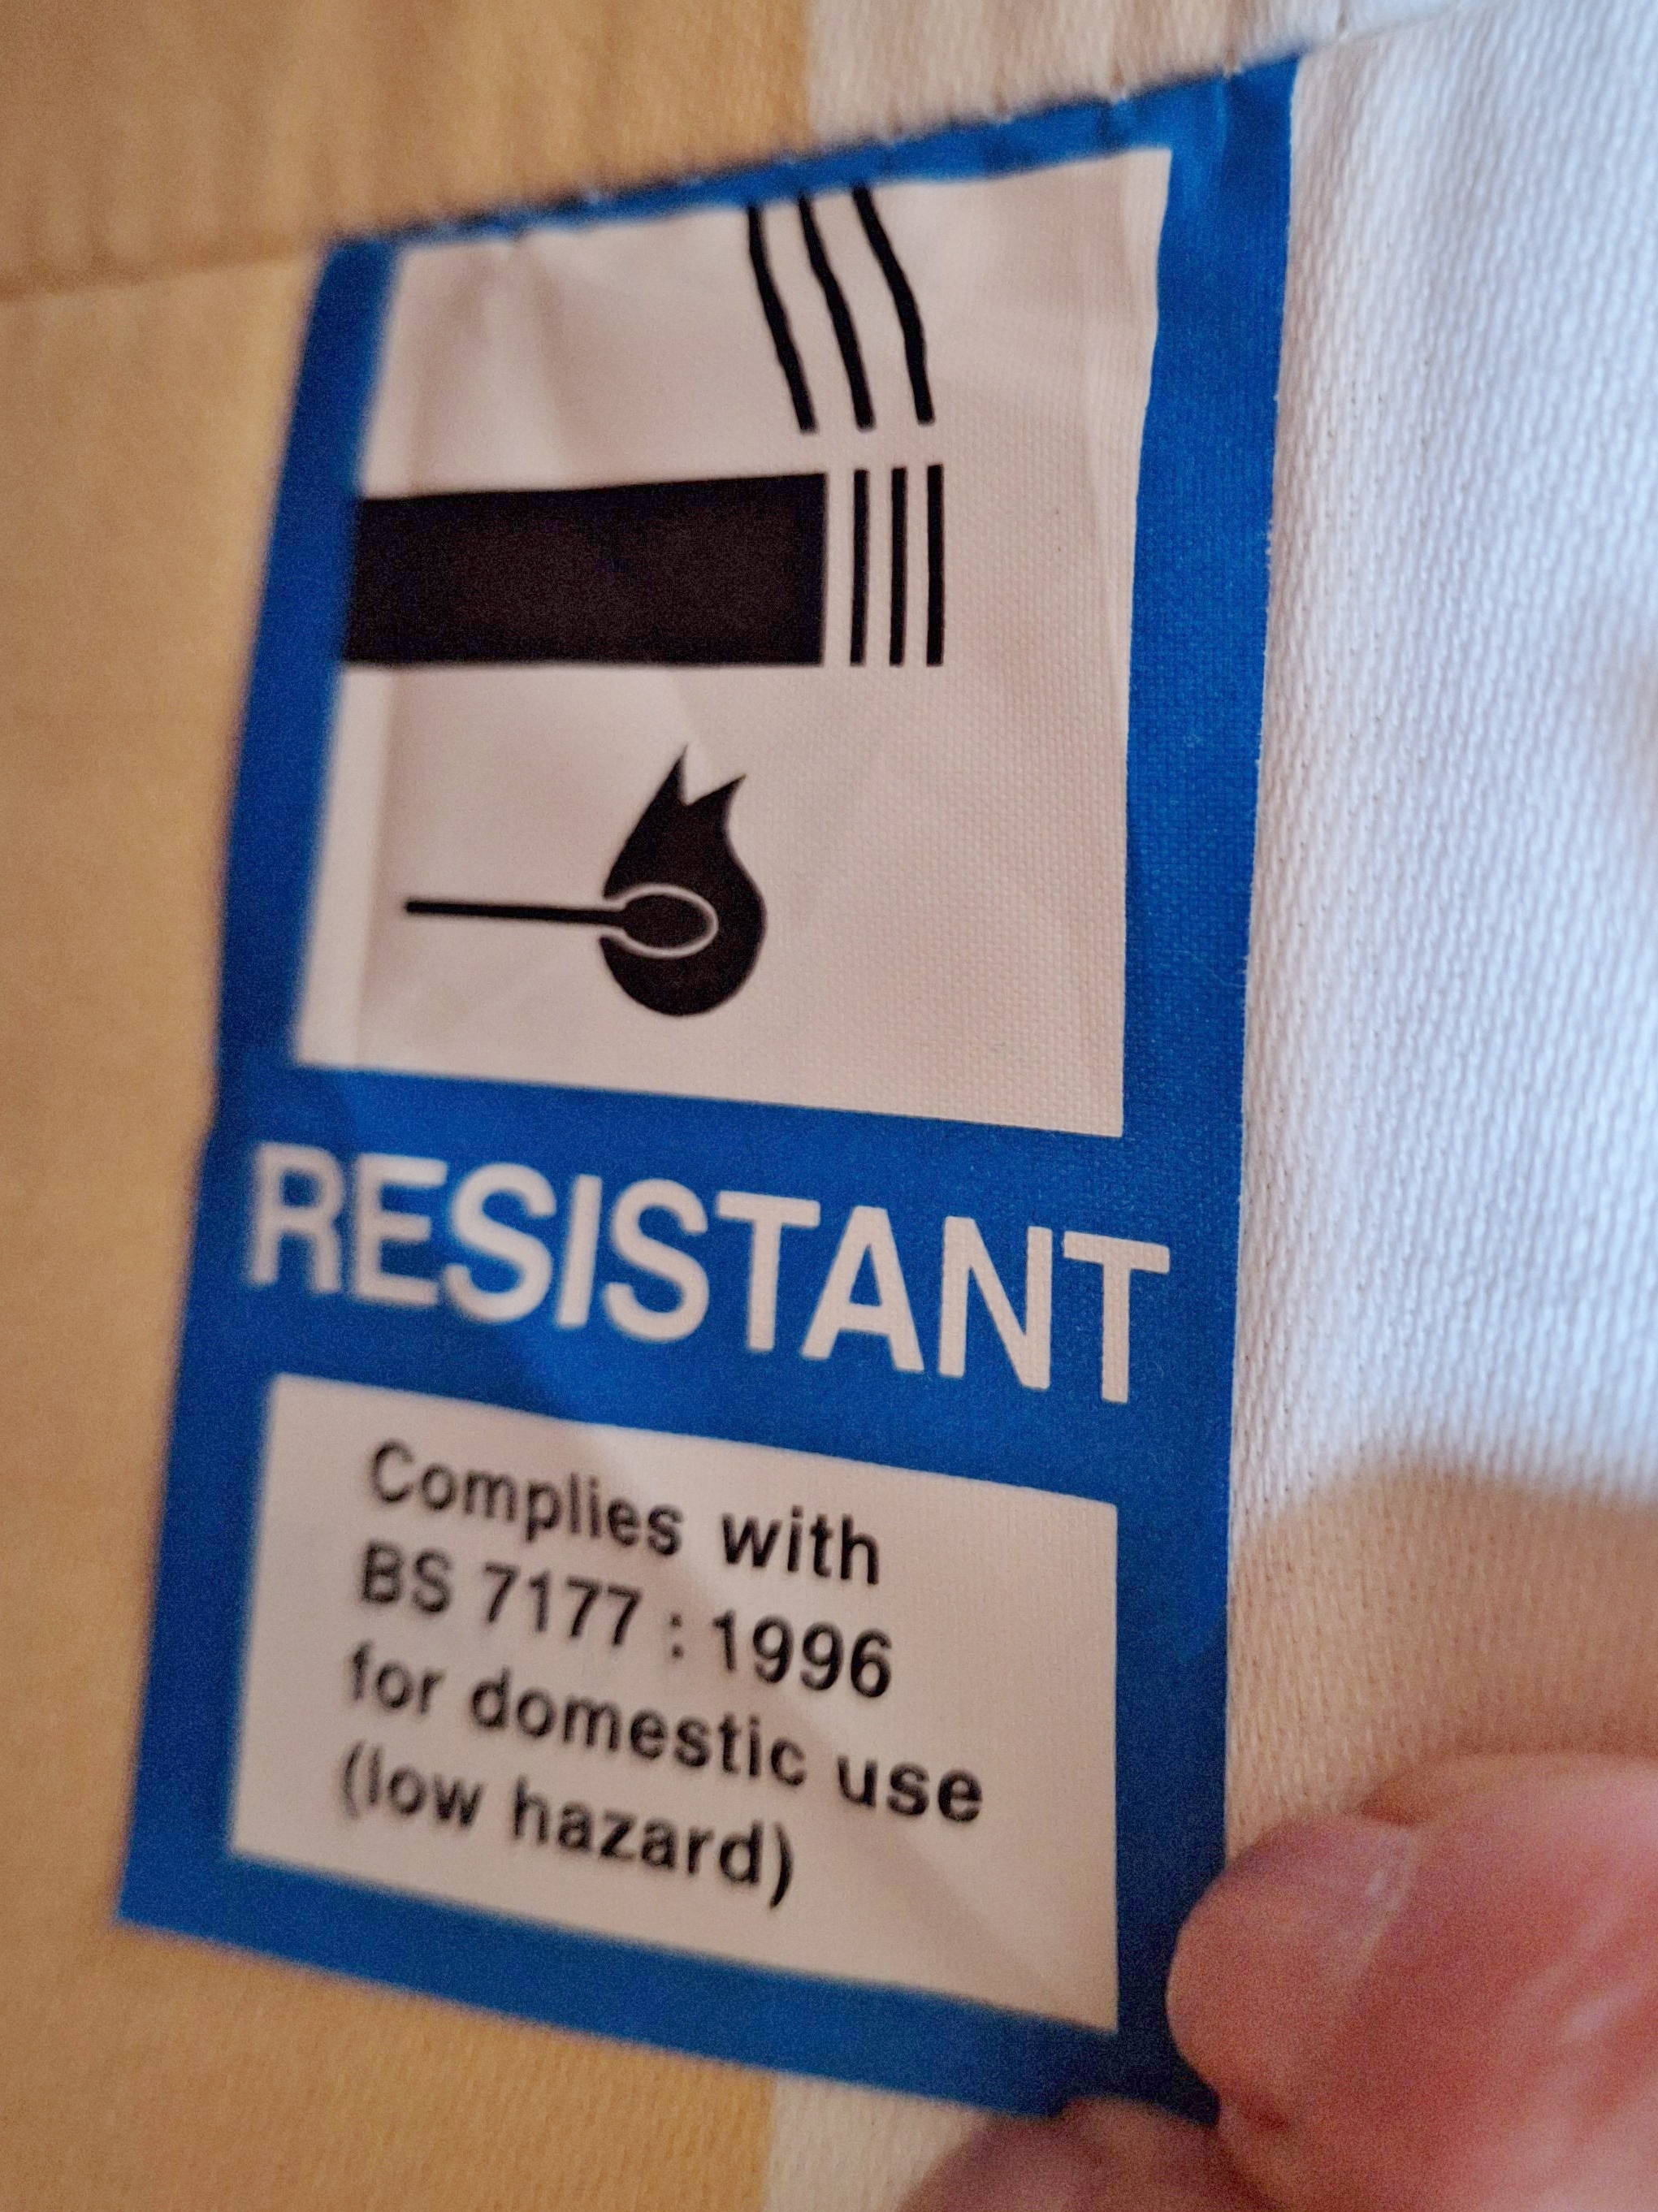 RESISTANT
Complies with
BS 7177 : 1996
for domestic use
(low hazard)